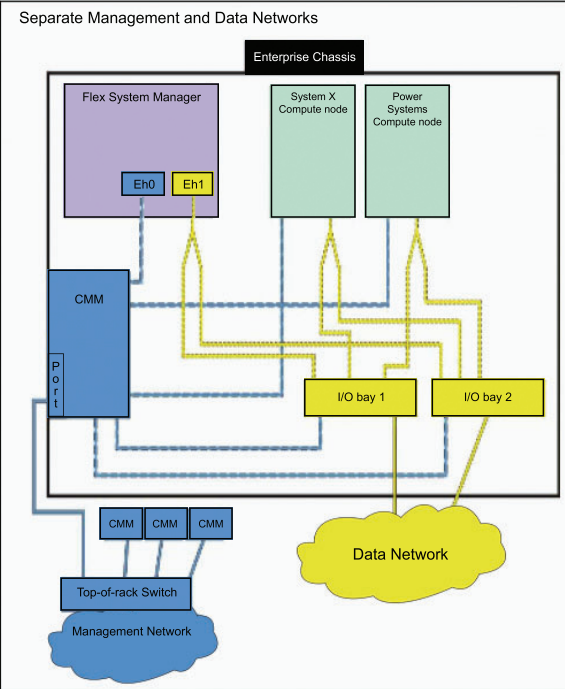 Separate Management and Data Networks
Enterprise Chassis
Flex System Manager
System X
Compute node
Power
Systems
Compute node
Eh0
Eh1
CMM
Port
I/O bay 1
I/O bay 2
CMM
CMM
CMM
Data Network
Top-of-rack Switch
Management Network